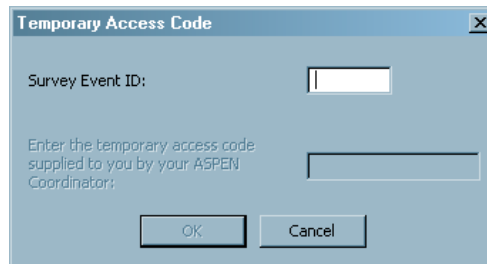 Temporary Access Code
Survey Event ID:
Enter the temporary access code
supplied to you by your ASPEN
Coordinator:
OK
Cancel